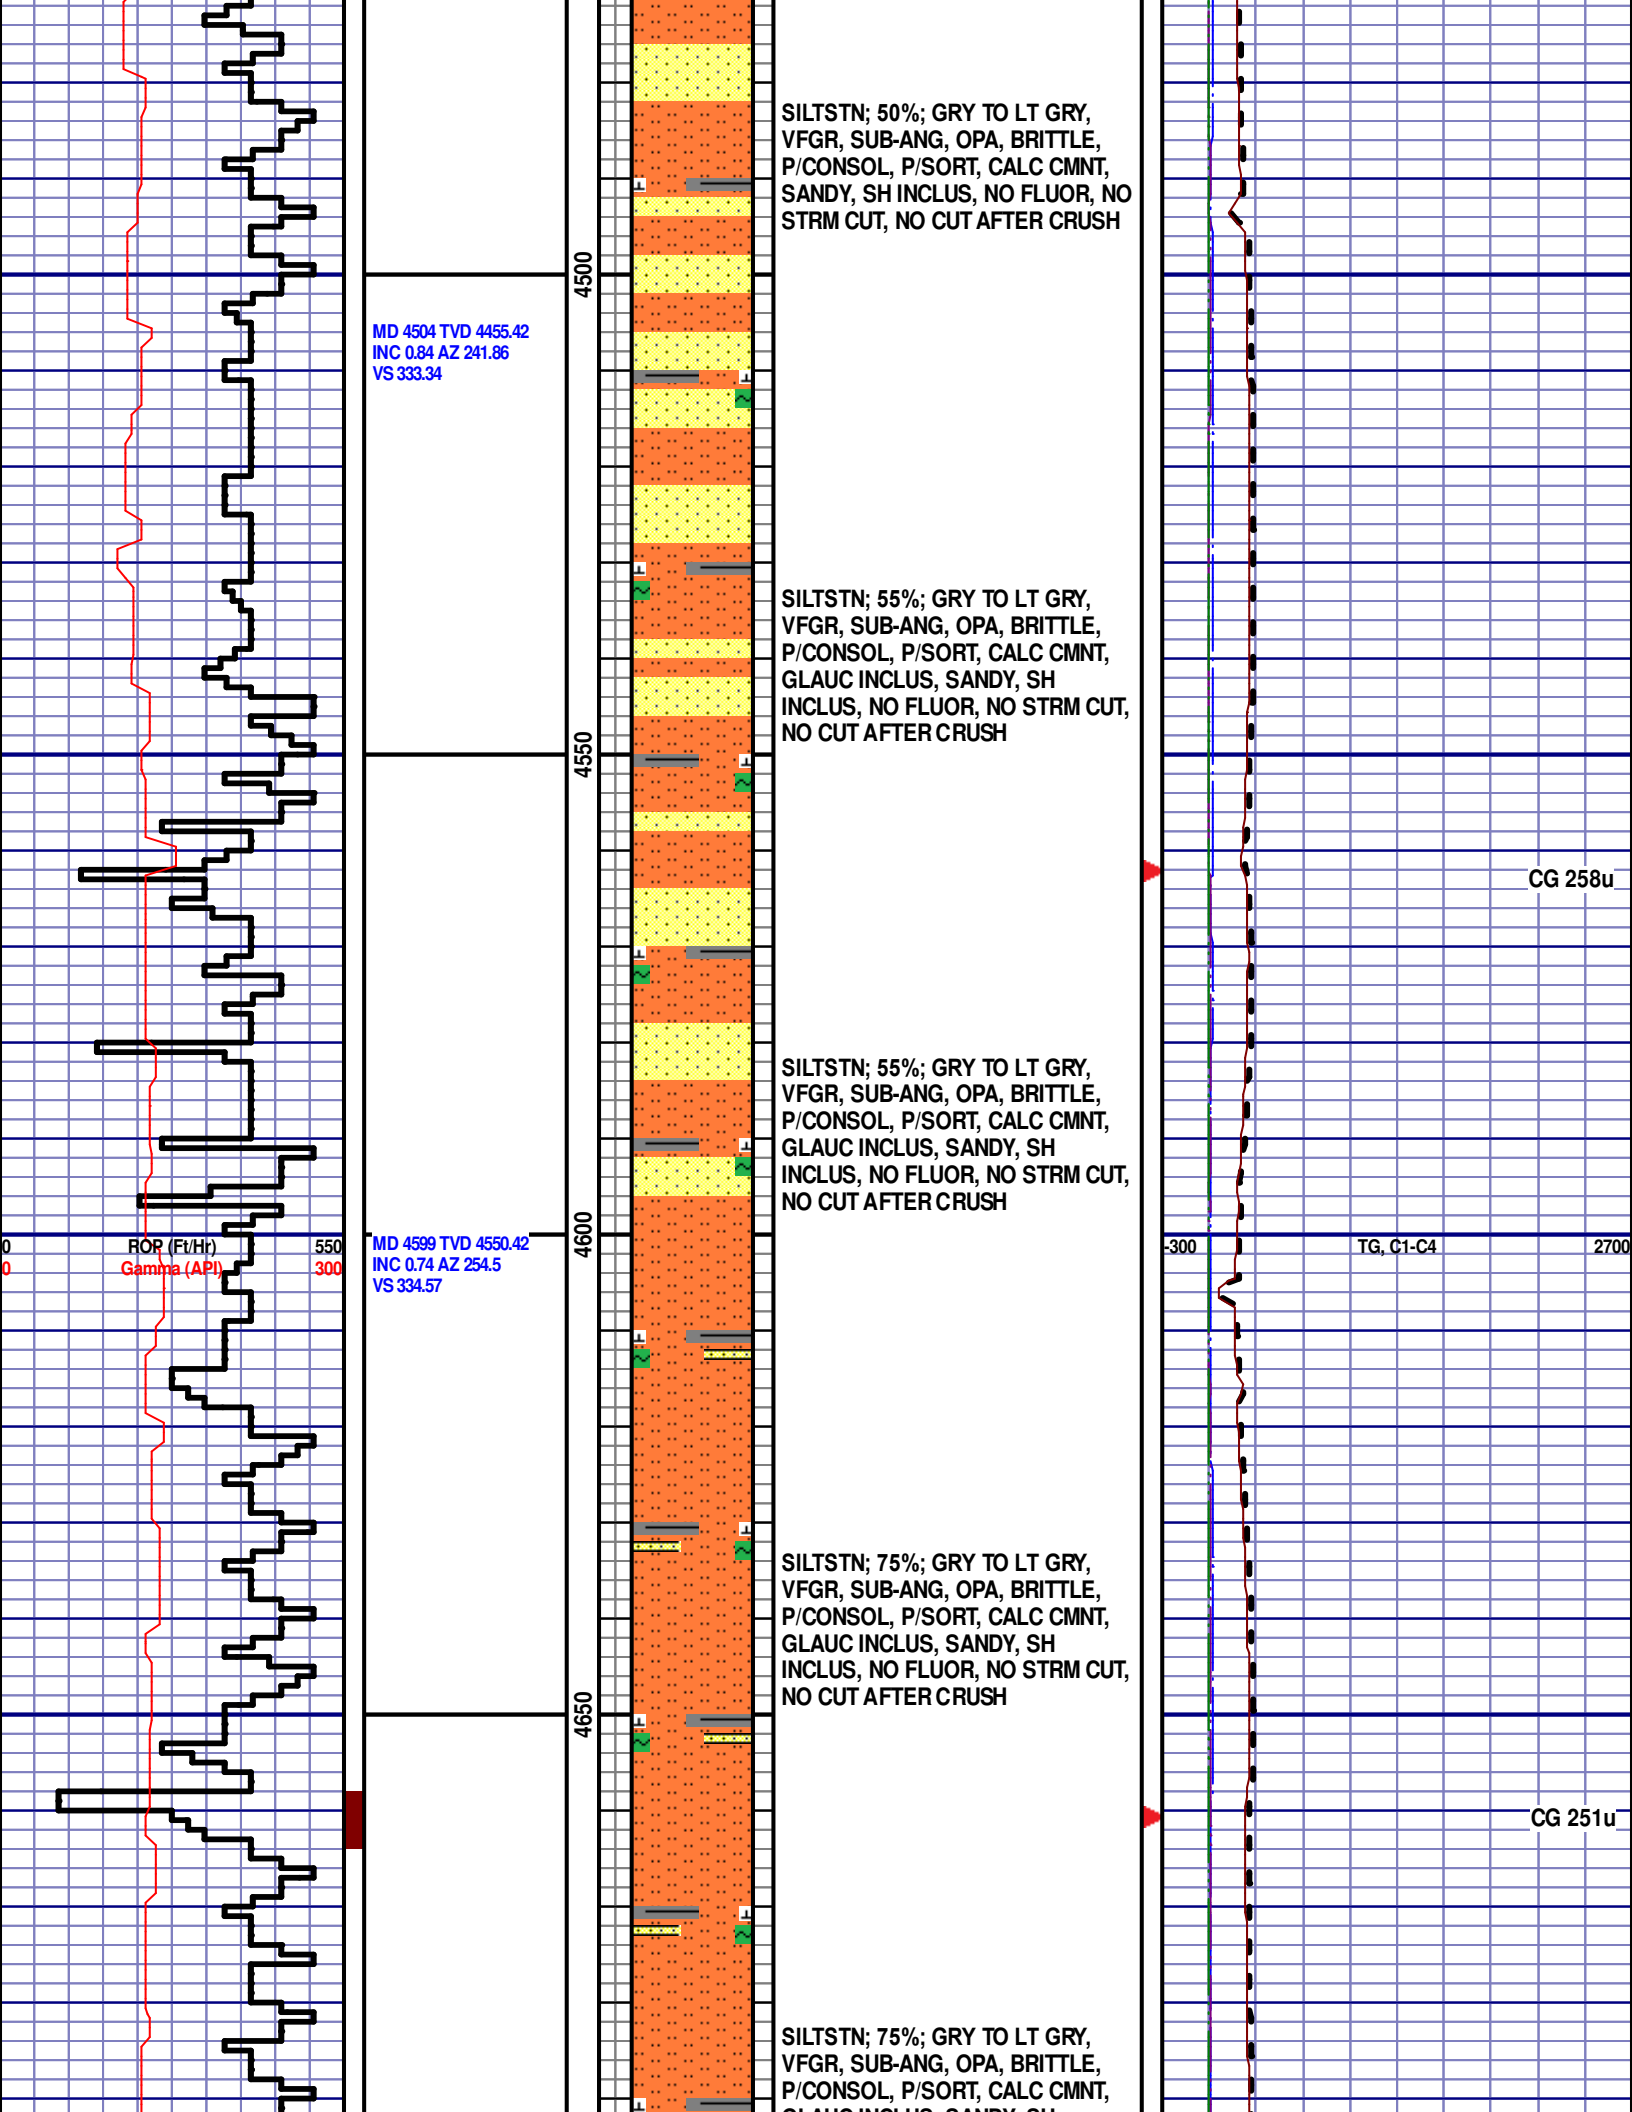 SILTSTN; 50%; GRY TO LT GRY,
VFGR, SUB-ANG, OPA, BRITTLE,
P/CONSOL, P/SORT, CALC CMNT,
SANDY, SH INCLUS, NO FLUOR, NO
STRM CUT, NO CUT AFTER CRUSH
4500
MD 4504 TVD 4455.42
INC 0.84 AZ 241.86
VS 333.34
SILTSTN; 55%; GRY TO LT GRY,
VFGR, SUB-ANG, OPA, BRITTLE,
P/CONSOL, P/SORT, CALC CMNT,
GLAUC INCLUS, SANDY, SH
INCLUS, NO FLUOR, NO STRM CUT,
NO CUT AFTER CRUSH
4550
CG 258u
SILTSTN; 55%; GRY TO LT GRY,
VFGR, SUB-ANG, OPA, BRITTLE,
P/CONSOL, P/SORT, CALC CMNT,
GLAUC INCLUS, SANDY, SH
INCLUS, NO FLUOR, NO STRM CUT,
NO CUT AFTER CRUSH
4600
0 ROP (Ft/Hr) 550
0 Gamma (API) 300
MD 4599 TVD 4550.42
INC 0.74 AZ 254.5
VS 334.57
-300 TG, C1-C4 2700
SILTSTN; 75%; GRY TO LT GRY,
VFGR, SUB-ANG, OPA, BRITTLE,
P/CONSOL, P/SORT, CALC CMNT,
GLAUC INCLUS, SANDY, SH
INCLUS, NO FLUOR, NO STRM CUT,
NO CUT AFTER CRUSH
4650
CG 251u
SILTSTN; 75%; GRY TO LT GRY,
VFGR, SUB-ANG, OPA, BRITTLE,
P/CONSOL, P/SORT, CALC CMNT,
GLAUC INCLUS, SANDY, SH